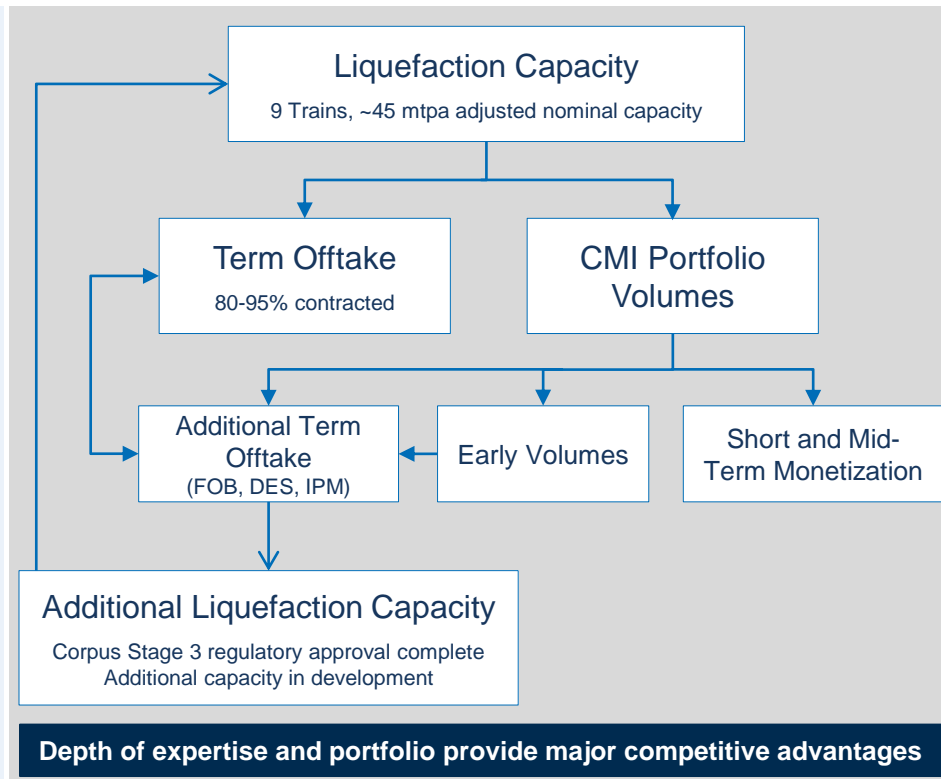 Liquefaction Capacity
9 Trains, ~45 mtpa adjusted nominal capacity
Term Offtake
80-95% contracted
CMI Portfolio
Volumes
Additional Term
Offtake
(FOB, DES, IPM)
Early Volumes
Short and Mid-
Term Monetization
Additional Liquefaction Capacity
Corpus Stage 3 regulatory approval complete
Additional capacity in development
Depth of expertise and portfolio provide major competitive advantages